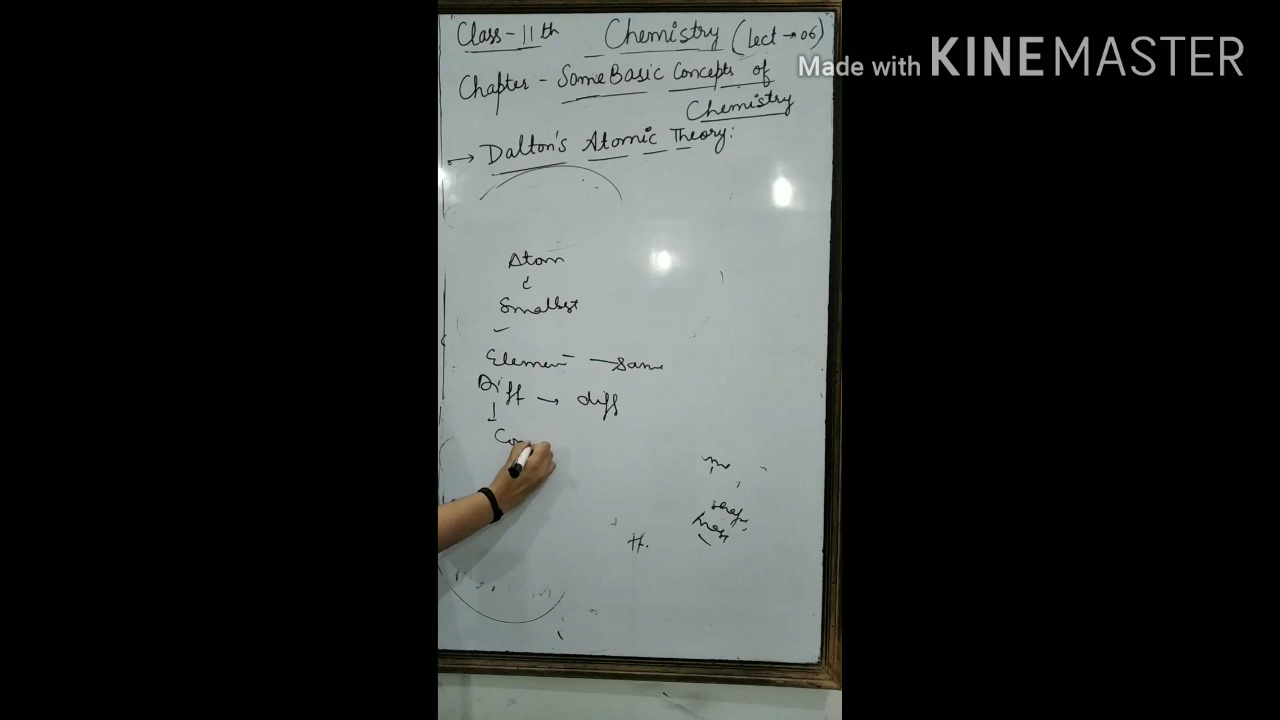 Class-11th Chemistry (Lect → 06)
Made with KINEMASTER
Chapter - Some Basic Concepts of
Chemistry
→ Dalton's Atomic Theory:
Atom
Smallest
Element — Same
Diff → diff
Co
H.